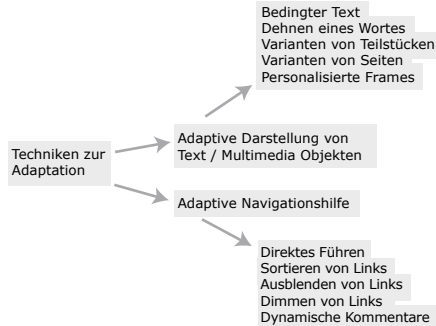 Bedingter Text
Dehnen eines Wortes
Varianten von Teilstücken
Varianten von Seiten
Personalisierte Frames
Techniken zur
Adaptation
Adaptive Darstellung von
Text / Multimedia Objekten
Adaptive Navigationshilfe
Direktes Führen
Sortieren von Links
Ausblenden von Links
Dimmen von Links
Dynamische Kommentare